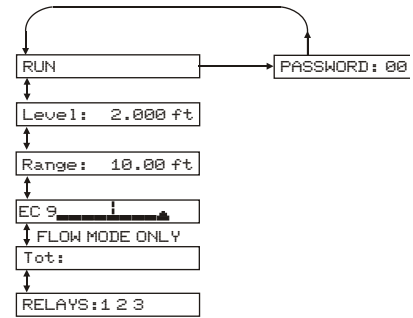 RUN
PASSWORD: 00
Level: 2.000 ft
Range: 10.00 ft
EC 9
FLOW MODE ONLY
Tot:
RELAYS:1 2 3